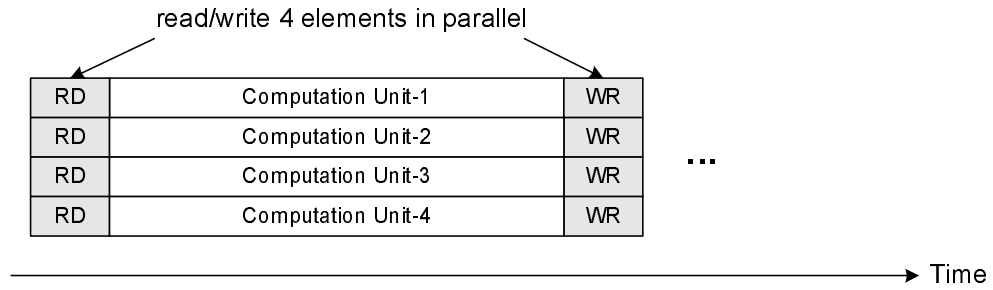 read/write 4 elements in parallel
RD Computation Unit-1 WR
RD Computation Unit-2 WR
RD Computation Unit-3 WR
...
RD Computation Unit-4 WR
Time